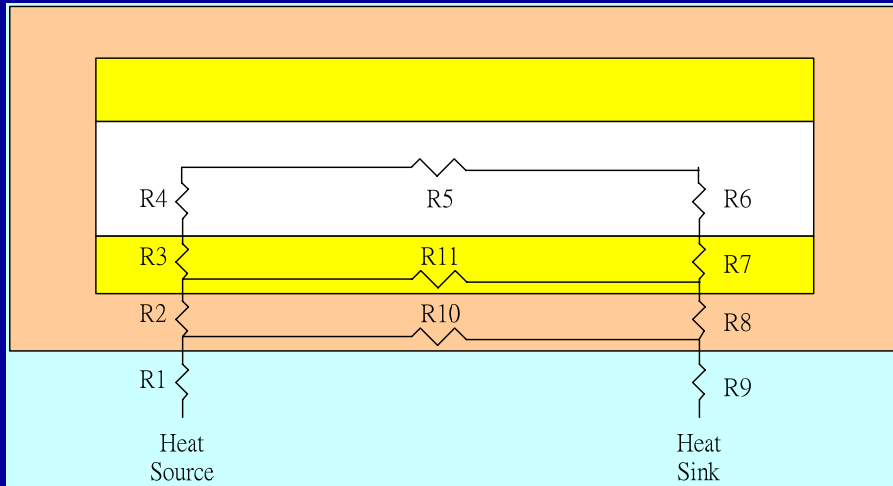 R4
R5
R6
R3
R11
R7
R2
R10
R8
R1
R9
Heat
Source
Heat
Sink